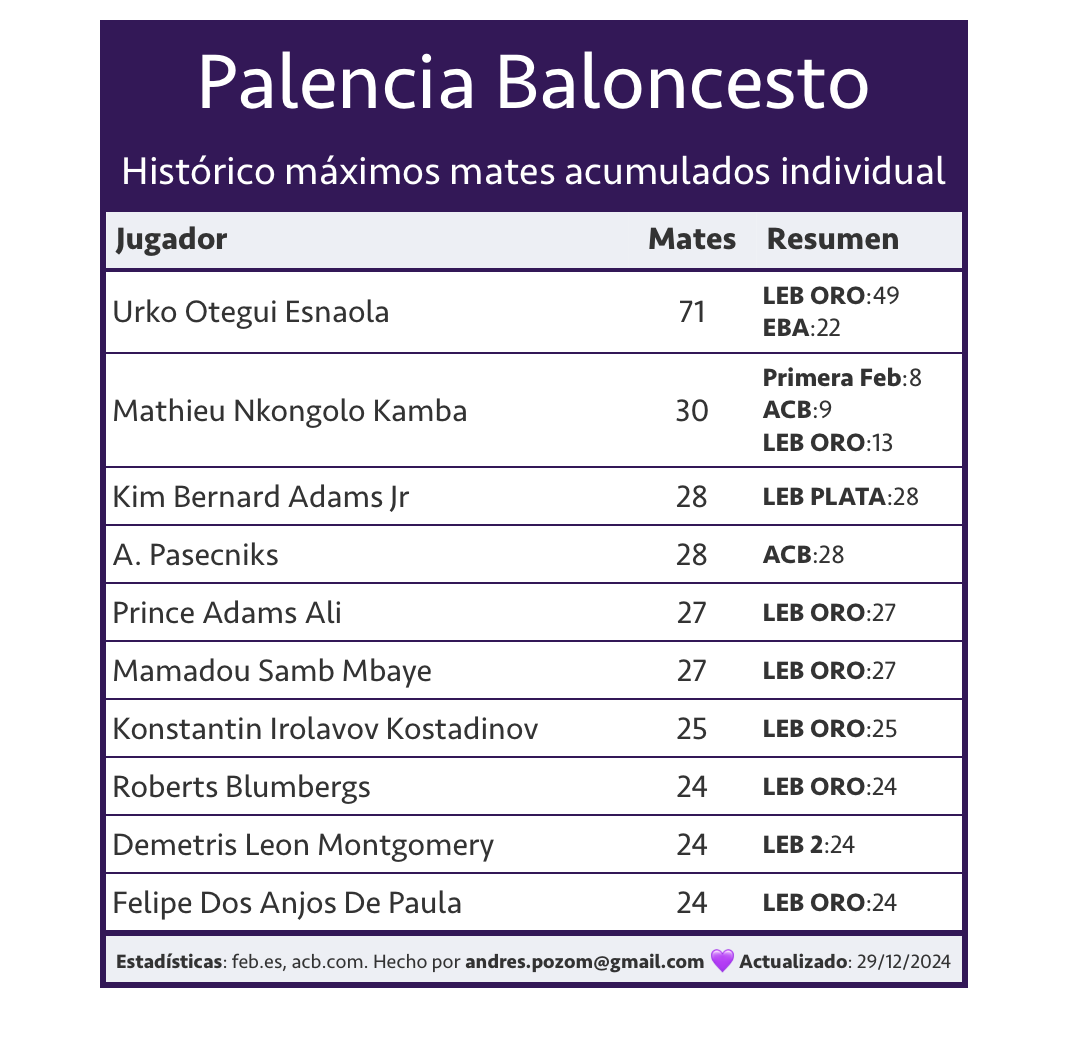 Palencia Baloncesto
Histórico máximos mates acumulados individual
Jugador Mates Resumen
Urko Otegui Esnaola 71 LEB ORO:49
EBA:22
Mathieu Nkongolo Kamba 30 Primera Feb:8
ACB:9
LEB ORO:13
Kim Bernard Adams Jr 28 LEB PLATA:28
A. Pasecniks 28 ACB:28
Prince Adams Ali 27 LEB ORO:27
Mamadou Samb Mbaye 27 LEB ORO:27
Konstantin Irolavov Kostadinov 25 LEB ORO:25
Roberts Blumbergs 24 LEB ORO:24
Demetris Leon Montgomery 24 LEB 2:24
Felipe Dos Anjos De Paula 24 LEB ORO:24
Estadísticas: feb.es, acb.com. Hecho por andres.pozom@gmail.com 💜 Actualizado: 29/12/2024